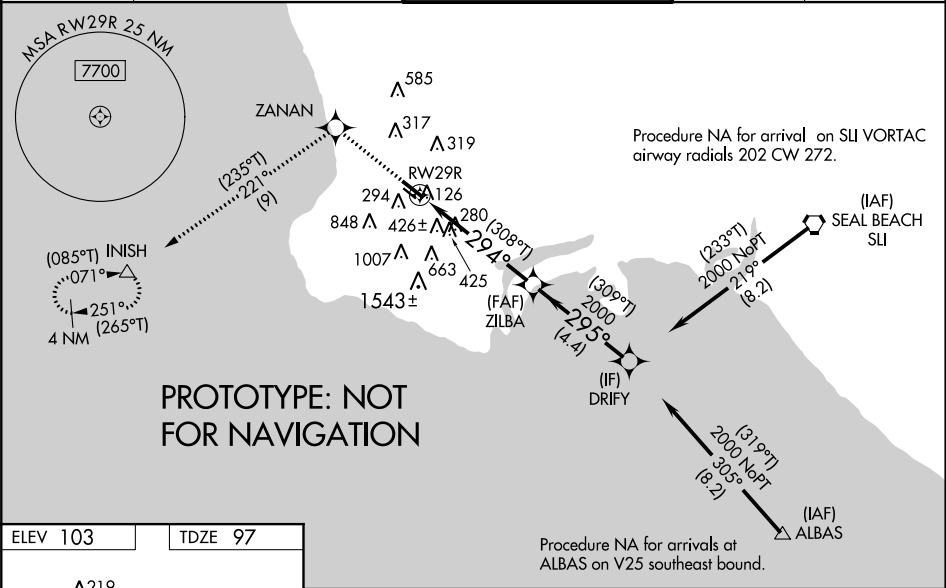 MSA RW29R 25 NM
7700
585
317
319
ZANAN
RW29R
126
294
848
426±
280
1007
663
425
1543±
(235°T)
221°
(9)
(085°T)
071°
INISH
251°
(265°T)
4 NM
294°
(308°T)
(FAF)
ZILBA
(309°T)
2000
295°
(4.4)
(IF)
DRIFY
Procedure NA for arrival on SLI VORTAC
airway radials 202 CW 272.
(IAF)
SEAL BEACH
SLI
(233°T)
2000 NoPT
219°
(8.2)
(319°T)
2000 NoPT
305°
(8.2)
(IAF)
ALBAS
PROTOTYPE: NOT
FOR NAVIGATION
Procedure NA for arrivals at
ALBAS on V25 southeast bound.
ELEV 103
TDZE 97
219